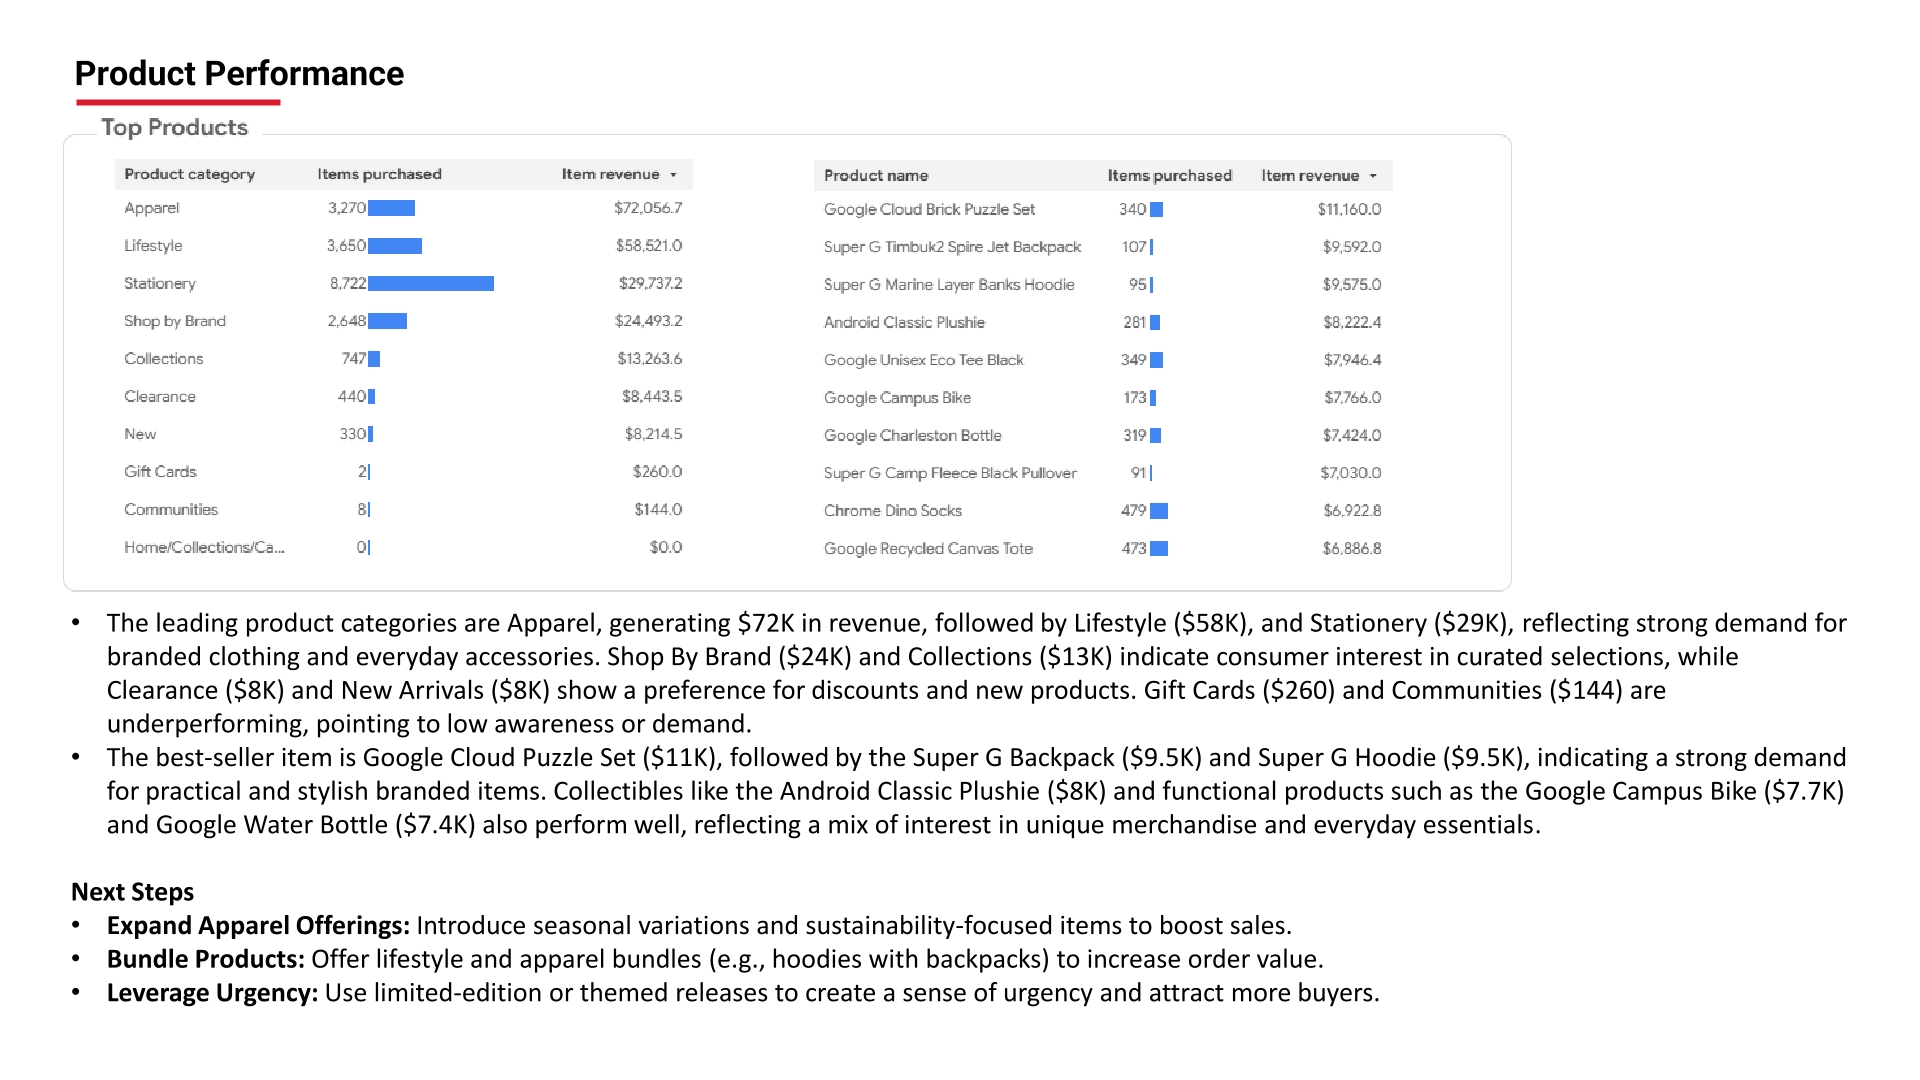 Product Performance
Top Products
Product category Items purchased Item revenue
Apparel 3,270 $72,056.7
Lifestyle 3,650 $58,521.0
Stationery 8,722 $29,737.2
Shop by Brand 2,648 $24,493.2
Collections 747 $13,263.6
Clearance 440 $8,443.5
New 330 $8,214.5
Gift Cards 2 $260.0
Communities 8 $144.0
Home/Collections/Ca... 0 $0.0
Product name Items purchased Item revenue
Google Cloud Brick Puzzle Set 340 $11,160.0
Super G Timbuk2 Spire Jet Backpack 107 $9,592.0
Super G Marine Layer Banks Hoodie 95 $9,575.0
Android Classic Plushie 281 $8,222.4
Google Unisex Eco Tee Black 349 $7,946.4
Google Campus Bike 173 $7,766.0
Google Charleston Bottle 319 $7,424.0
Super G Camp Fleece Black Pullover 91 $7,030.0
Chrome Dino Socks 479 $6,922.8
Google Recycled Canvas Tote 473 $6,886.8
• The leading product categories are Apparel, generating $72K in revenue, followed by Lifestyle ($58K), and Stationery ($29K), reflecting strong demand for
branded clothing and everyday accessories. Shop By Brand ($24K) and Collections ($13K) indicate consumer interest in curated selections, while
Clearance ($8K) and New Arrivals ($8K) show a preference for discounts and new products. Gift Cards ($260) and Communities ($144) are
underperforming, pointing to low awareness or demand.
• The best-seller item is Google Cloud Puzzle Set ($11K), followed by the Super G Backpack ($9.5K) and Super G Hoodie ($9.5K), indicating a strong demand
for practical and stylish branded items. Collectibles like the Android Classic Plushie ($8K) and functional products such as the Google Campus Bike ($7.7K)
and Google Water Bottle ($7.4K) also perform well, reflecting a mix of interest in unique merchandise and everyday essentials.
Next Steps
• Expand Apparel Offerings: Introduce seasonal variations and sustainability-focused items to boost sales.
• Bundle Products: Offer lifestyle and apparel bundles (e.g., hoodies with backpacks) to increase order value.
• Leverage Urgency: Use limited-edition or themed releases to create a sense of urgency and attract more buyers.